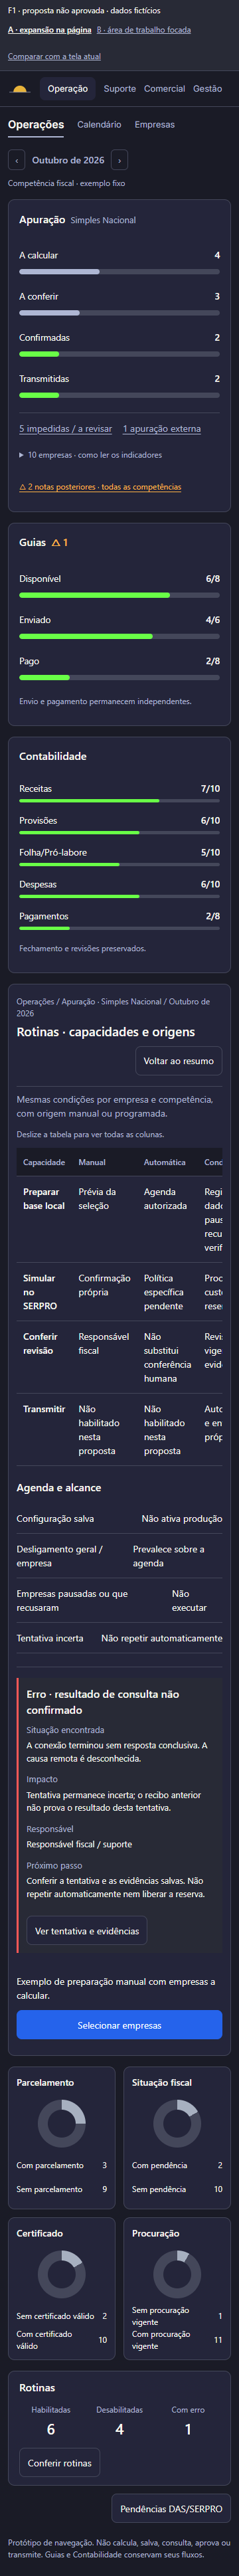 F1 · proposta não aprovada · dados fictícios
A · expansão na página B · área de trabalho focada
Comparar com a tela atual
Operação Suporte Comercial Gestão
Operações Calendário Empresas
‹ Outubro de 2026 ›
Competência fiscal · exemplo fixo
Apuração Simples Nacional
A calcular 4
A conferir 3
Confirmadas 2
Transmitidas 2
5 impedidas / a revisar 1 apuração externa
▶ 10 empresas · como ler os indicadores
△ 2 notas posteriores · todas as competências
Guias △ 1
Disponível 6/8
Enviado 4/6
Pago 2/8
Envio e pagamento permanecem independentes.
Contabilidade
Receitas 7/10
Provisões 6/10
Folha/Pró-labore 5/10
Despesas 6/10
Pagamentos 2/8
Fechamento e revisões preservados.
Operações / Apuração · Simples Nacional / Outubro de
2026
Rotinas · capacidades e origens
Voltar ao resumo
Mesmas condições por empresa e competência,
com origem manual ou programada.
Deslize a tabela para ver todas as colunas.
Capacidade Manual Automática Cond
Preparar Prévia da Agenda Regi
base local seleção autorizada dado
paus
recu
verif
Simular Confirmação Política Proc
no própria específica cust
SERPRO pendente rese
Conferir Responsável Não Revis
revisão fiscal substitui vige
conferência evid
humana
Transmitir Não Não Auto
habilitado habilitado e en
nesta nesta próp
proposta proposta
Agenda e alcance
Configuração salva Não ativa produção
Desligamento geral / Prevalece sobre a
empresa agenda
Empresas pausadas ou que Não
recusaram executar
Tentativa incerta Não repetir automaticamente
Erro · resultado de consulta não
confirmado
Situação encontrada
A conexão terminou sem resposta conclusiva. A
causa remota é desconhecida.
Impacto
Tentativa permanece incerta; o recibo anterior
não prova o resultado desta tentativa.
Responsável
Responsável fiscal / suporte
Próximo passo
Conferir a tentativa e as evidências salvas. Não
repetir automaticamente nem liberar a reserva.
Ver tentativa e evidências
Exemplo de preparação manual com empresas a
calcular.
Selecionar empresas
Parcelamento
Com parcelamento 3
Sem parcelamento 9
Situação fiscal
Com pendência 2
Sem pendência 10
Certificado
Sem certificado válido 2
Com certificado
válido 10
Procuração
Sem procuração
vigente 1
Com procuração
vigente 11
Rotinas
Habilitadas Desabilitadas Com erro
6 4 1
Conferir rotinas
Pendências DAS/SERPRO
Protótipo de navegação. Não calcula, salva, consulta, aprova ou
transmite. Guias e Contabilidade conservam seus fluxos.